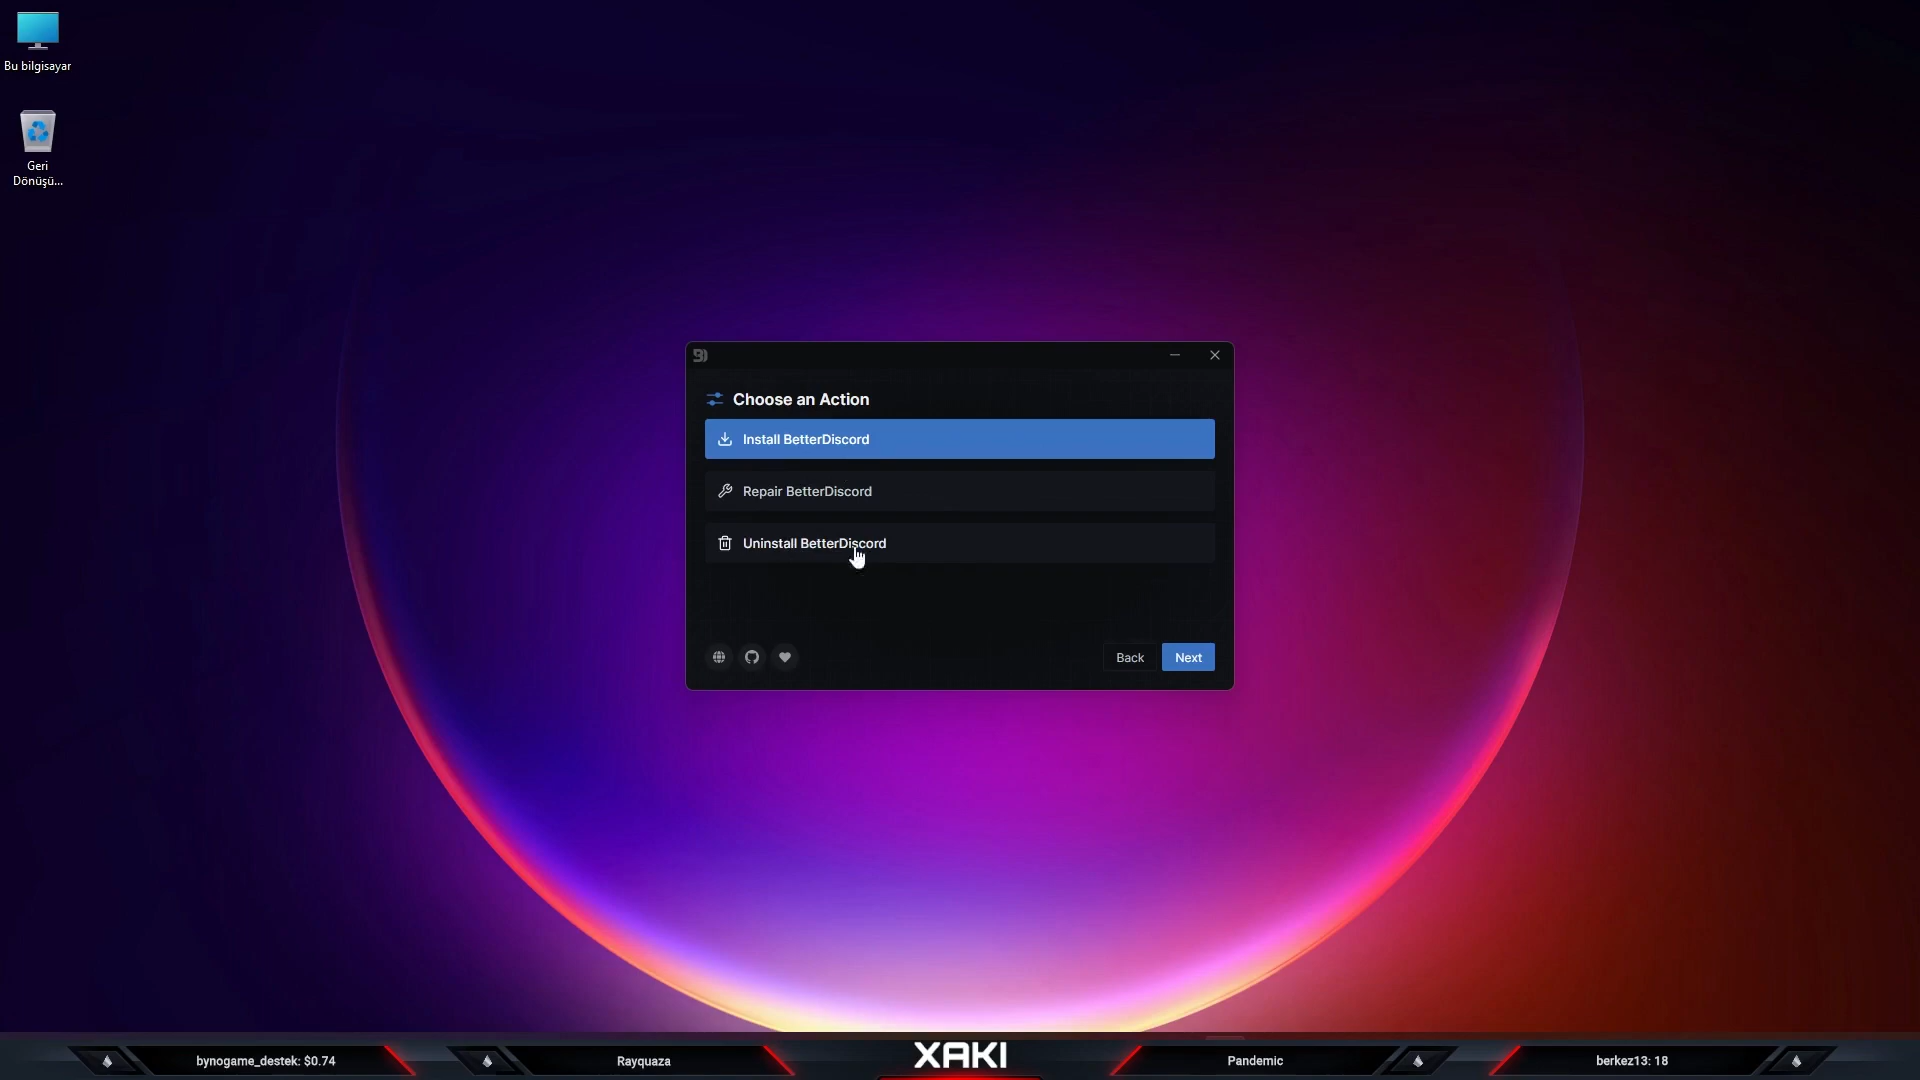 Bu bilgisayar
Geri
Dönüşü...
Choose an Action
Install BetterDiscord
Repair BetterDiscord
Uninstall BetterDiscord
Back
Next
bynogame_destek: $0.74
Rayquaza
XAKI
Pandemic
berkez13: 18